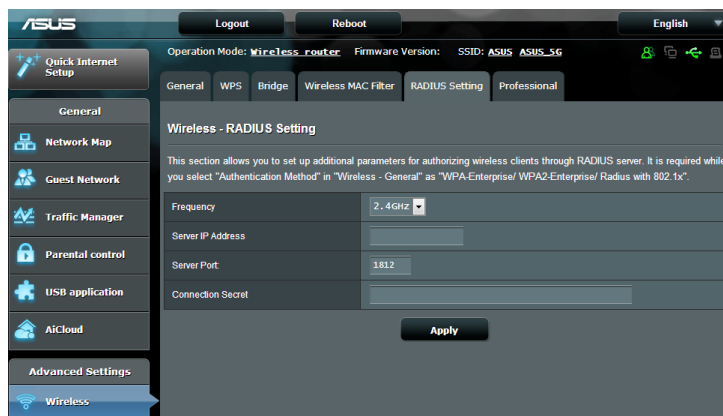 ASUS
Logout
Reboot
English
Quick Internet
Setup
Operation Mode: Wireless router Firmware Version: SSID: ASUS ASUS_5G
General WPS Bridge Wireless MAC Filter RADIUS Setting Professional
General
Network Map
Guest Network
Traffic Manager
Parental control
USB application
AiCloud
Advanced Settings
Wireless
Wireless - RADIUS Setting
This section allows you to set up additional parameters for authorizing wireless clients through RADIUS server. It is required while
you select "Authentication Method" in "Wireless - General" as "WPA-Enterprise/ WPA2-Enterprise/ Radius with 802.1x".
Frequency 2.4GHz
Server IP Address
Server Port: 1812
Connection Secret
Apply